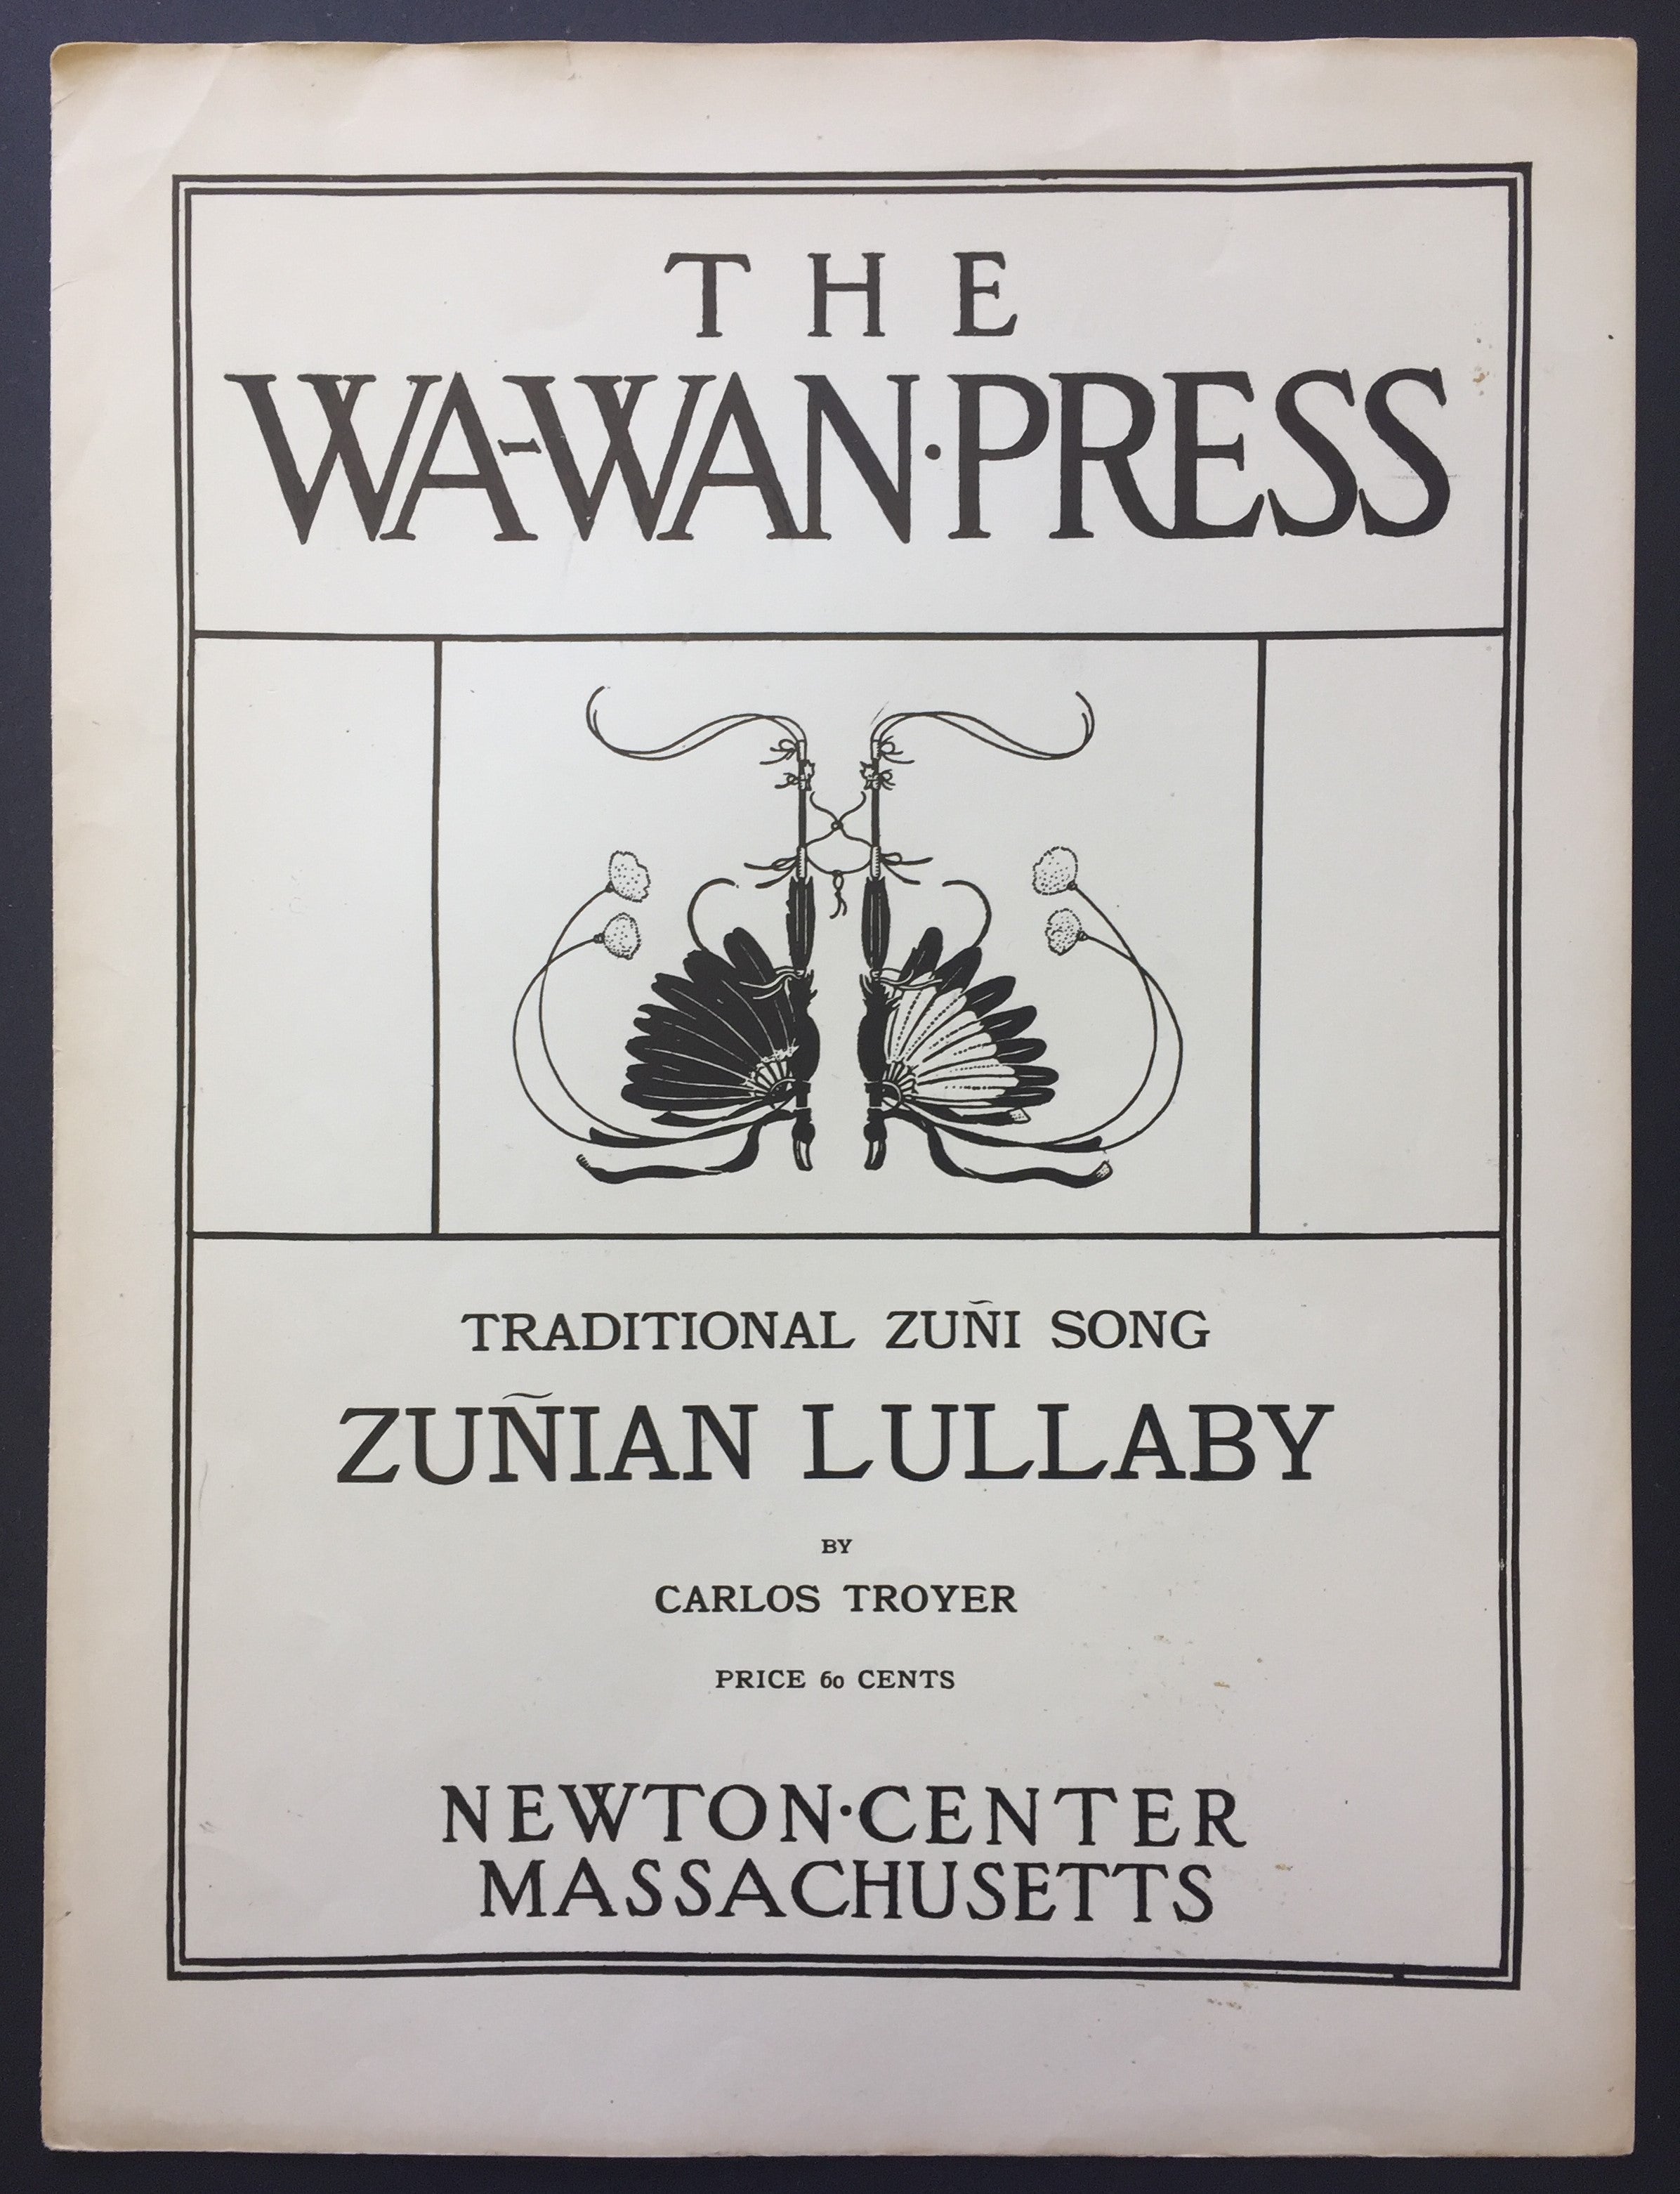 THE
WA-WAN·PRESS
TRADITIONAL ZUÑI SONG
ZUÑIAN LULLABY
BY
CARLOS TROYER
PRICE 60 CENTS
NEWTON·CENTER
MASSACHUSETTS